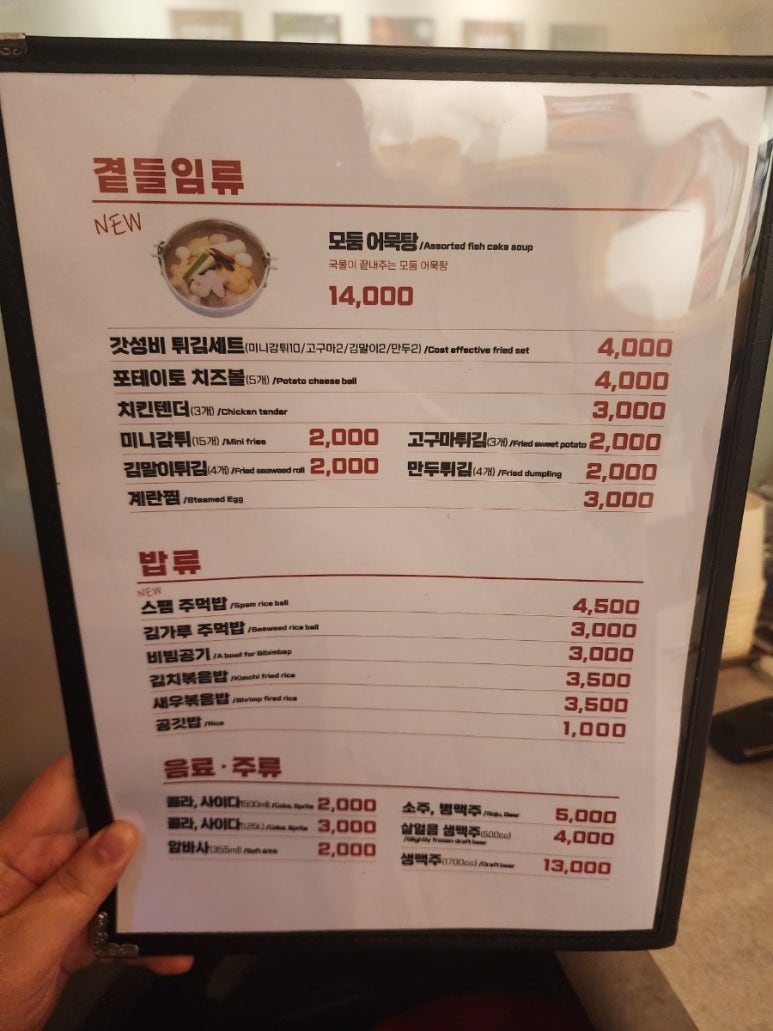 곁들임류
NEW
모둠 어묵탕 /Assorted fish cake soup
국물이 끝내주는 모둠 어묵탕
14,000
갓성비 튀김세트(미니감튀10/고구마2/김말이2/만두2) /Cost effective fried set 4,000
포테이토 치즈볼(5개) /Potato cheese ball 4,000
치킨텐더(3개) /Chicken tender 3,000
미니감튀(15개) /Mini fries 2,000 고구마튀김(3개) /Fried sweet potato 2,000
김말이튀김(4개) /Fried seaweed roll 2,000 만두튀김(4개) /Fried dumpling 2,000
계란찜 /Steamed Egg 3,000
밥류
NEW
스팸 주먹밥 /Spam rice ball 4,500
김가루 주먹밥 /Seaweed rice ball 3,000
비빔공기 /A bowl for Bibimbap 3,000
김치볶음밥 /Kimchi fried rice 3,500
새우볶음밥 /Shrimp fired rice 3,500
공깃밥 /Rice 1,000
음료 · 주류
콜라, 사이다(500ml) /Coke, Sprite 2,000 소주, 병맥주 /Soju, Beer 5,000
콜라, 사이다(1.25L) /Coke, Sprite 3,000 살얼음 생맥주(500cc) 4,000
/Slightly frozen draft beer
암바사(355ml) /Soft drink 2,000 생맥주(1700cc) /Draft beer 13,000